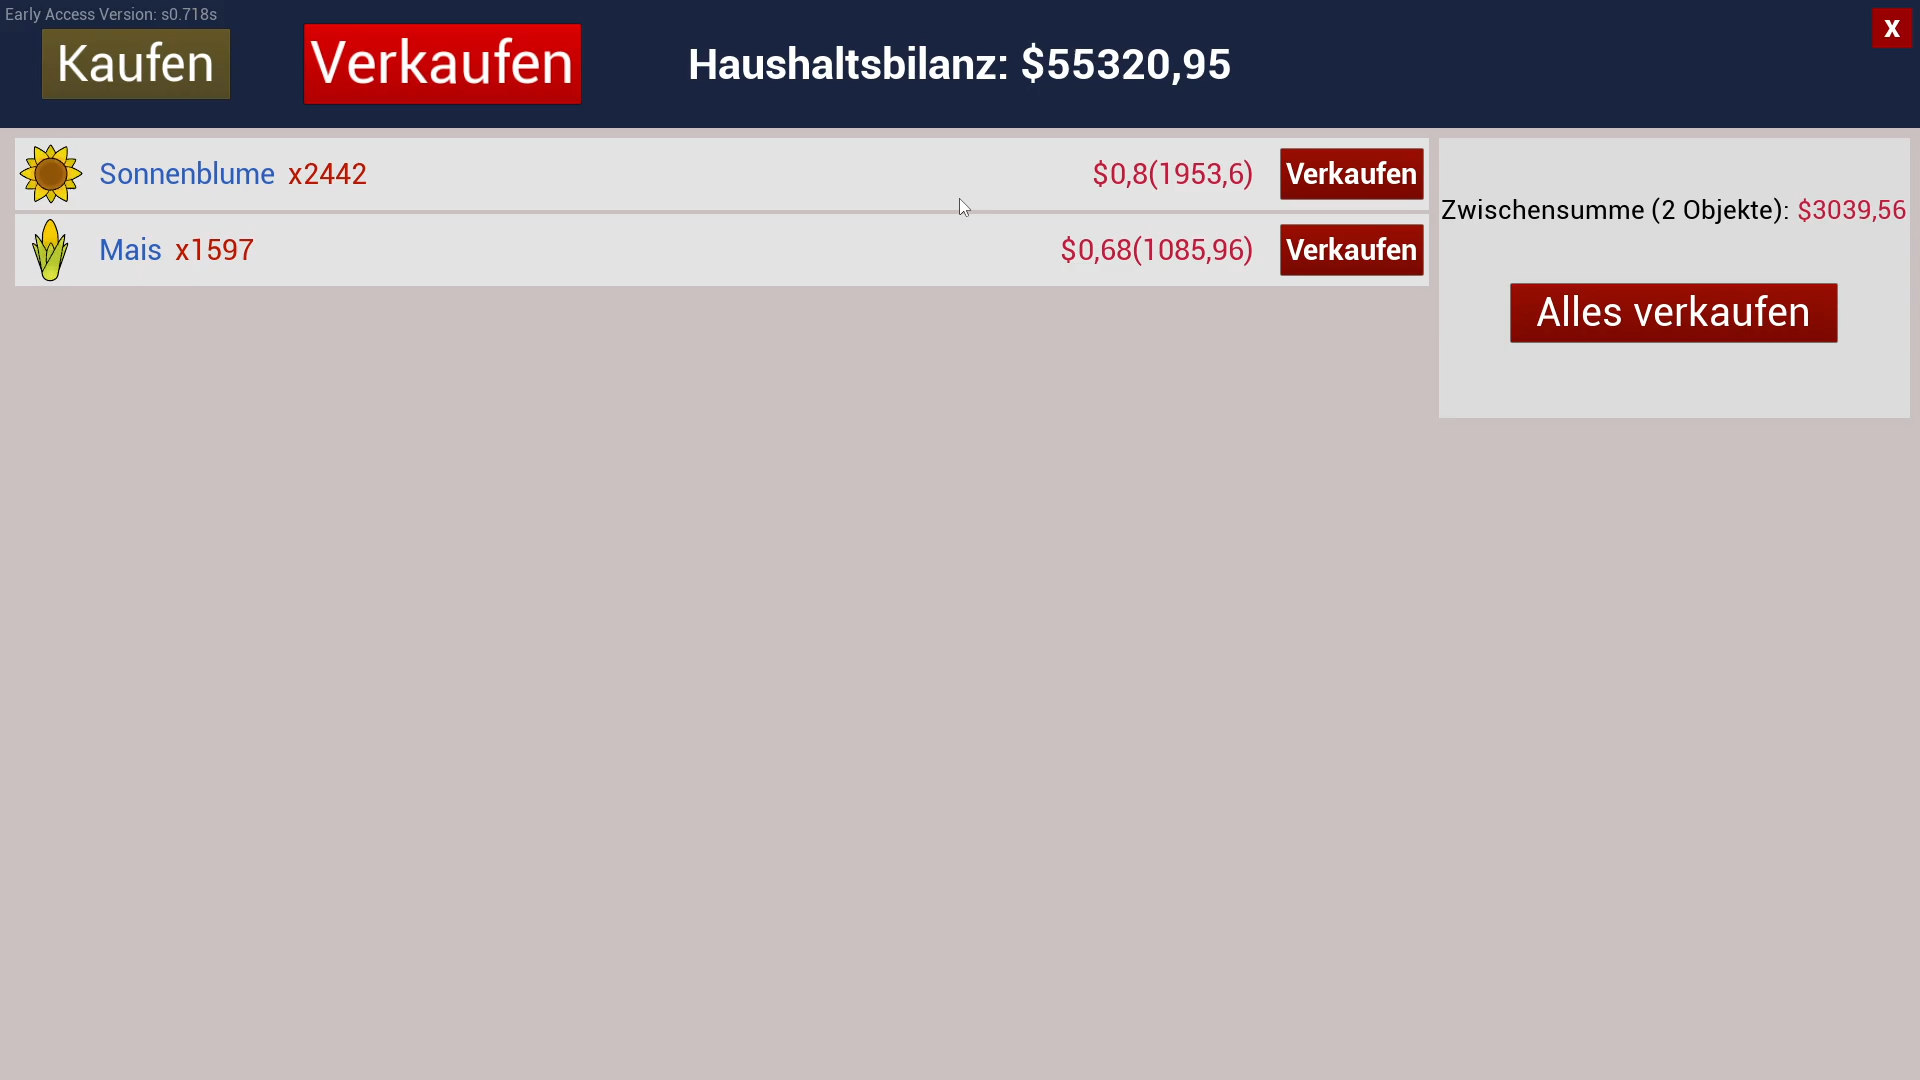 Early Access Version: s0.718s
Kaufen Verkaufen Haushaltsbilanz: $55320,95 X
Sonnenblume x2442 $0,8(1953,6) Verkaufen
Zwischensumme (2 Objekte): $3039,56
Mais x1597 $0,68(1085,96) Verkaufen
Alles verkaufen